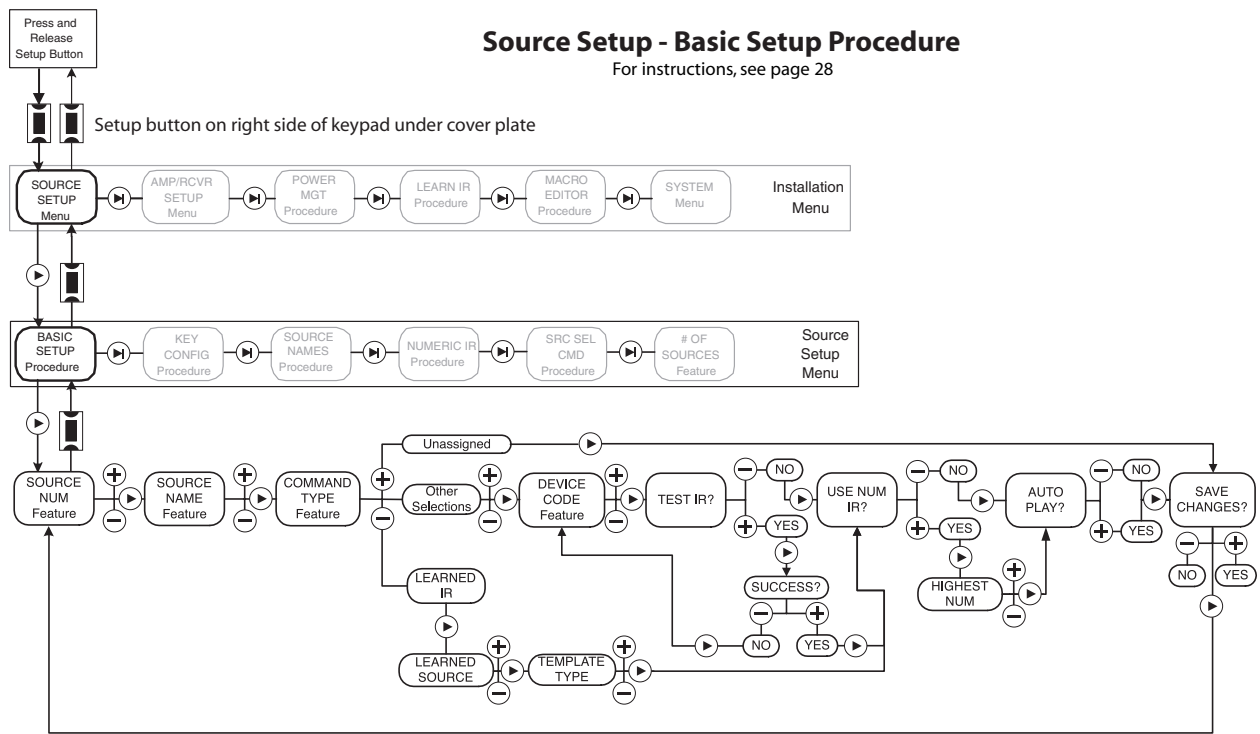 Press and
Release
Setup Button
Source Setup - Basic Setup Procedure
For instructions, see page 28
Setup button on right side of keypad under cover plate
SOURCE
SETUP
Menu
AMP/RCVR
SETUP
Menu
POWER
MGT
Procedure
LEARN IR
Procedure
MACRO
EDITOR
Procedure
SYSTEM
Menu
Installation
Menu
BASIC
SETUP
Procedure
KEY
CONFIG
Procedure
SOURCE
NAMES
Procedure
NUMERIC IR
Procedure
SRC SEL
CMD
Procedure
# OF
SOURCES
Feature
Source
Setup
Menu
Unassigned
SOURCE
NUM
Feature
SOURCE
NAME
Feature
COMMAND
TYPE
Feature
Other
Selections
DEVICE
CODE
Feature
TEST IR?
NO
YES
SUCCESS?
NO
YES
USE NUM
IR?
NO
YES
HIGHEST
NUM
AUTO
PLAY?
NO
YES
SAVE
CHANGES?
NO
YES
LEARNED
IR
LEARNED
SOURCE
TEMPLATE
TYPE